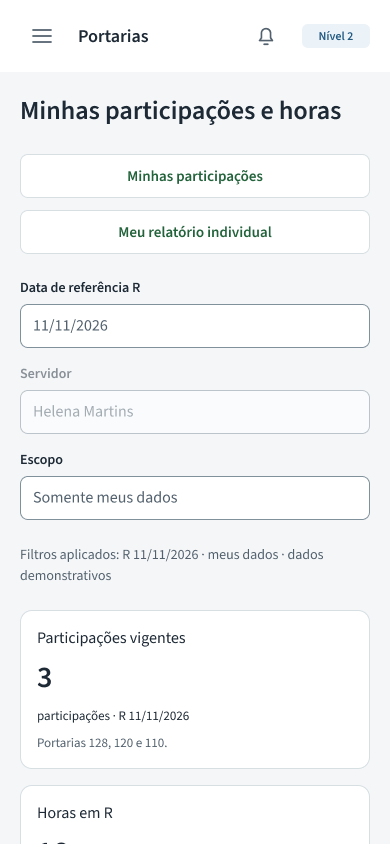 Portarias
Nível 2
Minhas participações e horas
Minhas participações
Meu relatório individual
Data de referência R
11/11/2026
Servidor
Helena Martins
Escopo
Somente meus dados
Filtros aplicados: R 11/11/2026 · meus dados · dados
demonstrativos
Participações vigentes
3
participações · R 11/11/2026
Portarias 128, 120 e 110.
Horas em R